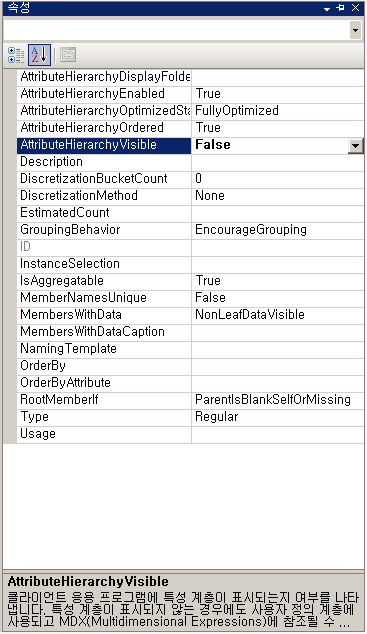 속성
AttributeHierarchyDisplayFolde
AttributeHierarchyEnabled True
AttributeHierarchyOptimizedSta FullyOptimized
AttributeHierarchyOrdered True
AttributeHierarchyVisible False
Description
DiscretizationBucketCount 0
DiscretizationMethod None
EstimatedCount
GroupingBehavior EncourageGrouping
ID
InstanceSelection
IsAggregatable True
MemberNamesUnique False
MembersWithData NonLeafDataVisible
MembersWithDataCaption
NamingTemplate
OrderBy
OrderByAttribute
RootMemberIf ParentIsBlankSelfOrMissing
Type Regular
Usage
AttributeHierarchyVisible
클라이언트 응용 프로그램에 특성 계층이 표시되는지 여부를 나타
냅니다. 특성 계층이 표시되지 않는 경우에도 사용자 정의 계층에
사용되고 MDX(Multidimensional Expressions)에 참조될 수 ...